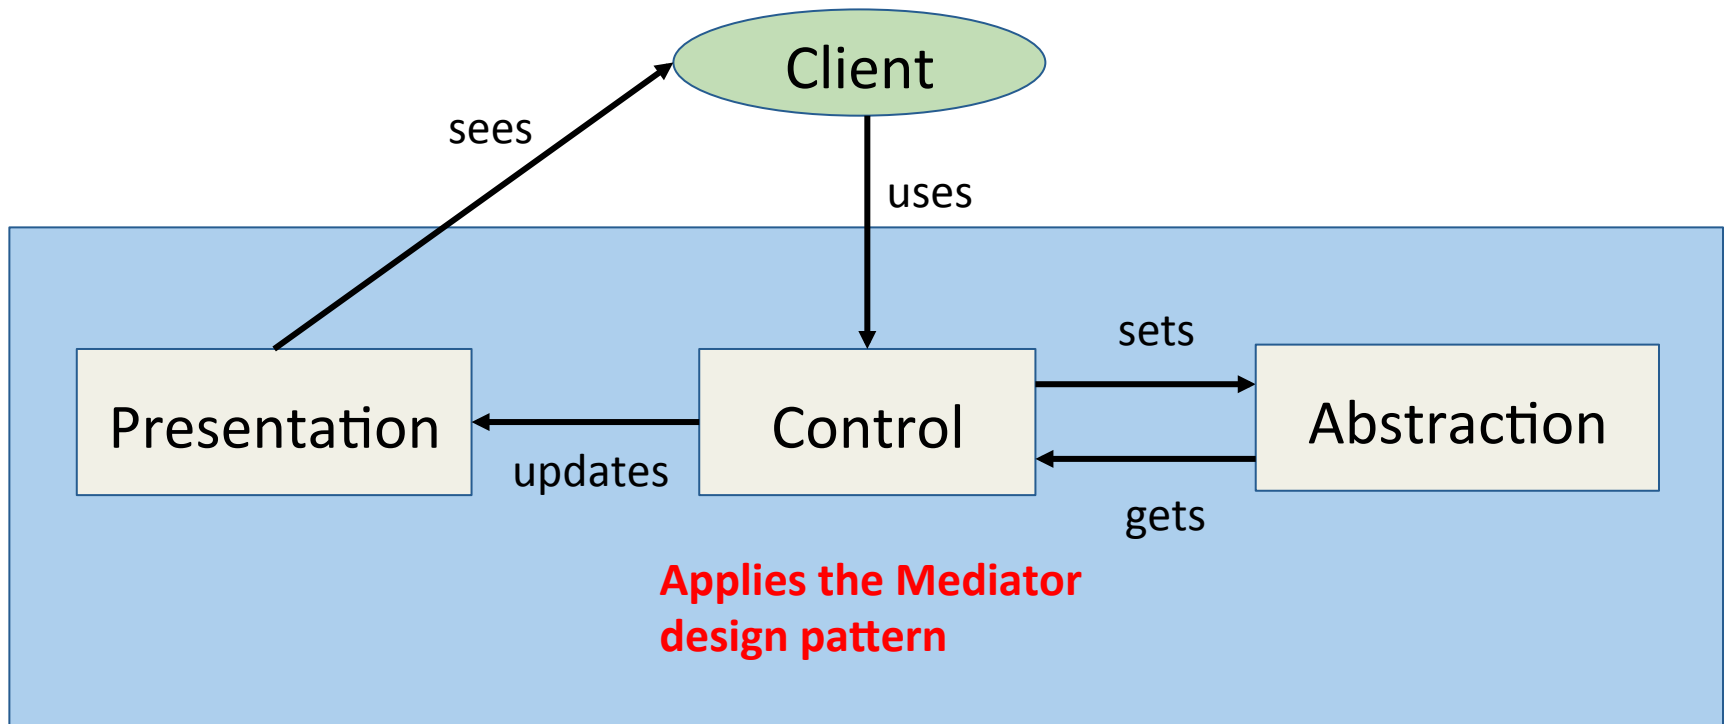 Client
sees
uses
sets
Presentation
Control
Abstraction
updates
gets
Applies the Mediator
design pattern